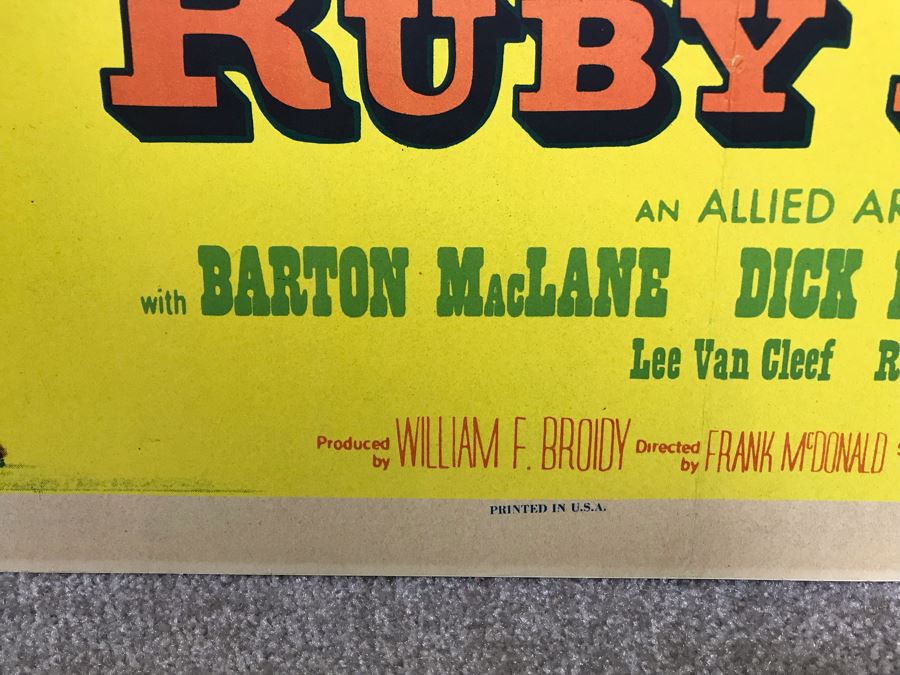 RUBY
AN ALLIED AR
with BARTON MacLANE DICK
Lee Van Cleef R
Produced by WILLIAM F. BROIDY Directed by FRANK McDONALD
PRINTED IN U.S.A.